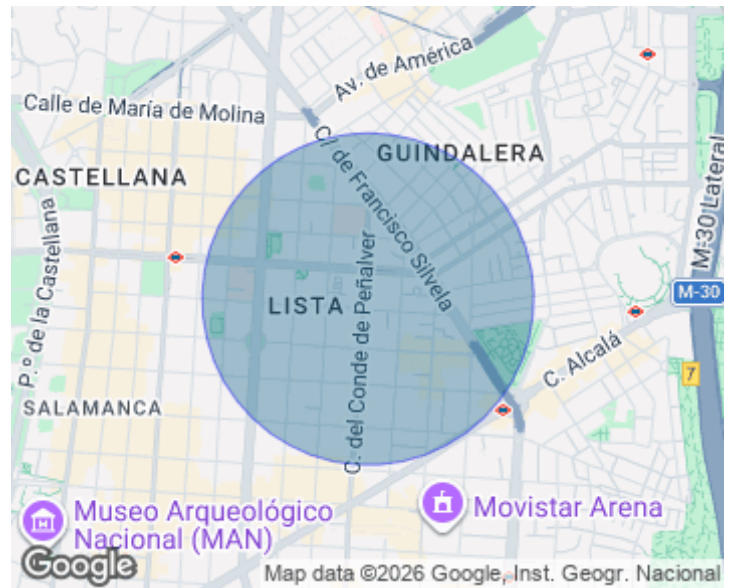 Av. de América
Calle de María de Molina
C/ de Francisco Silvela
GUINDALERA
CASTELLANA
M-30 Lateral
P.º de la Castellana
C. del Conde de Peñalver
LISTA
M-30
C. Alcalá
7
SALAMANCA
Museo Arqueológico
Nacional (MAN)
Movistar Arena
Google
Map data ©2026 Google, Inst. Geogr. Nacional